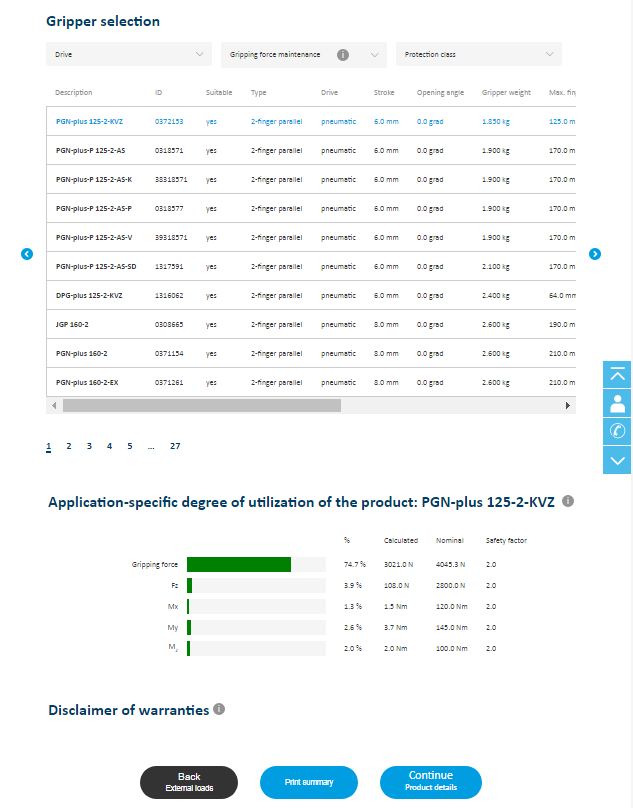 Gripper selection
Drive Gripping force maintenance i Protection class
Description ID Suitable Type Drive Stroke Opening angle Gripper weight Max. fin
PGN-plus 125-2-KVZ 0372153 yes 2-finger parallel pneumatic 6.0 mm 0.0 grad 1.850 kg 125.0 m
PGN-plus-P 125-2-AS 0318571 yes 2-finger parallel pneumatic 6.0 mm 0.0 grad 1.900 kg 170.0 m
PGN-plus-P 125-2-AS-K 38318571 yes 2-finger parallel pneumatic 6.0 mm 0.0 grad 1.900 kg 170.0 m
PGN-plus-P 125-2-AS-P 0318577 yes 2-finger parallel pneumatic 6.0 mm 0.0 grad 1.900 kg 170.0 m
PGN-plus-P 125-2-AS-V 39318571 yes 2-finger parallel pneumatic 6.0 mm 0.0 grad 1.900 kg 170.0 m
PGN-plus-P 125-2-AS-SD 1317591 yes 2-finger parallel pneumatic 6.0 mm 0.0 grad 2.100 kg 170.0 m
DPG-plus 125-2-KVZ 1316062 yes 2-finger parallel pneumatic 6.0 mm 0.0 grad 2.400 kg 64.0 mm
JGP 160-2 0308665 yes 2-finger parallel pneumatic 8.0 mm 0.0 grad 2.600 kg 190.0 m
PGN-plus 160-2 0371154 yes 2-finger parallel pneumatic 8.0 mm 0.0 grad 2.600 kg 210.0 m
PGN-plus 160-2-EX 0371261 yes 2-finger parallel pneumatic 8.0 mm 0.0 grad 2.600 kg 210.0 m
1 2 3 4 5 ... 27
Application-specific degree of utilization of the product: PGN-plus 125-2-KVZ i
% Calculated Nominal Safety factor
Gripping force 74.7 % 3021.0 N 4045.3 N 2.0
Fz 3.9 % 108.0 N 2800.0 N 2.0
Mx 1.3 % 1.5 Nm 120.0 Nm 2.0
My 2.6 % 3.7 Nm 145.0 Nm 2.0
Mz 2.0 % 2.0 Nm 100.0 Nm 2.0
Disclaimer of warranties i
Back Print summary Continue
External loads Product details